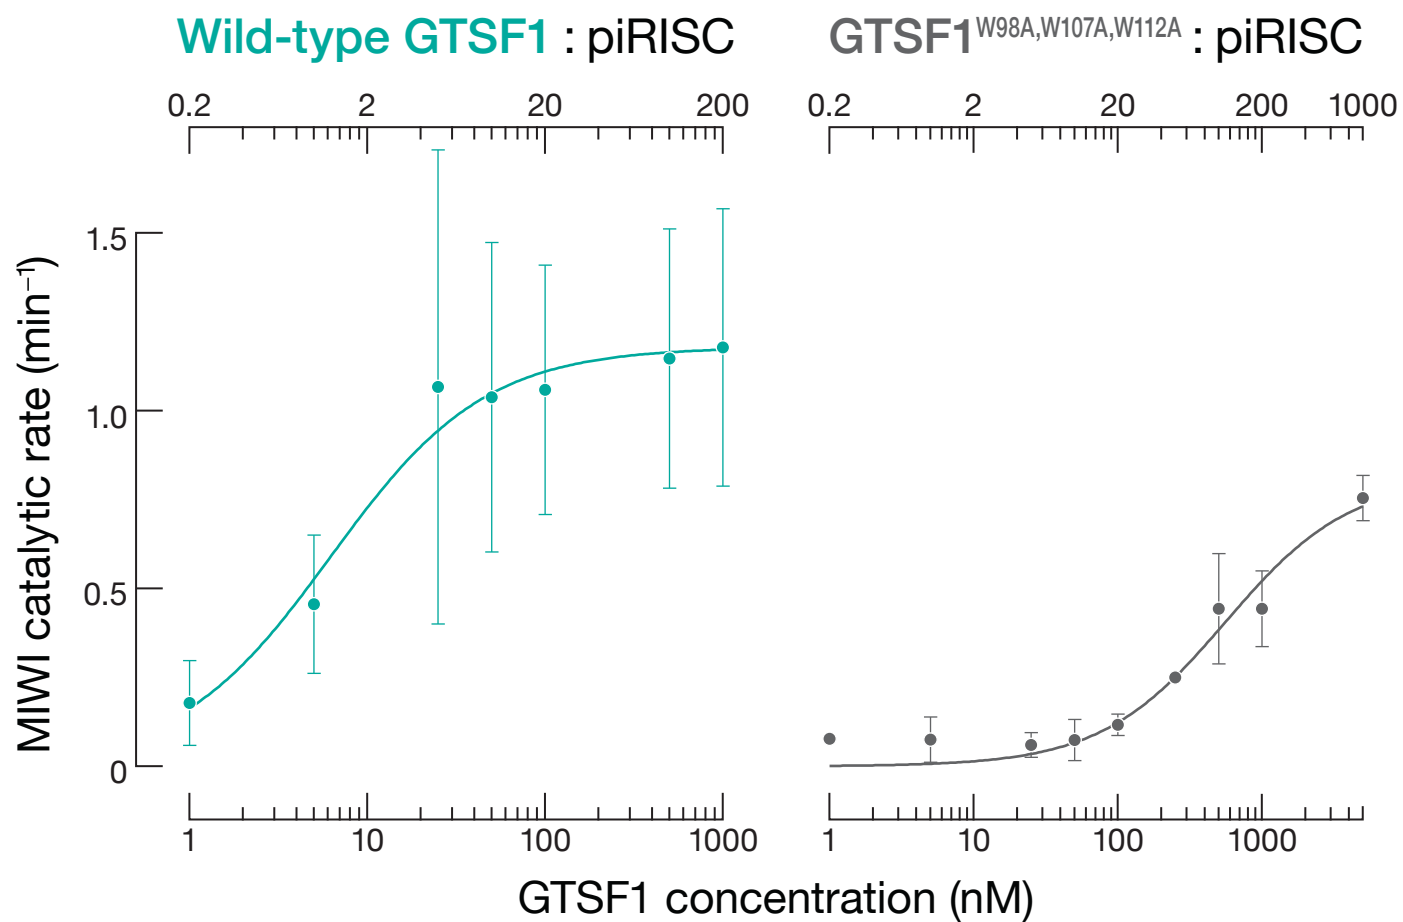 Wild-type GTSF1 : piRISC
GTSF1W98A,W107A,W112A : piRISC
0.2 2 20 200
0.2 2 20 200 1000
MIWI catalytic rate (min−1)
1.5
1.0
0.5
0
1 10 100 1000
1 10 100 1000
GTSF1 concentration (nM)